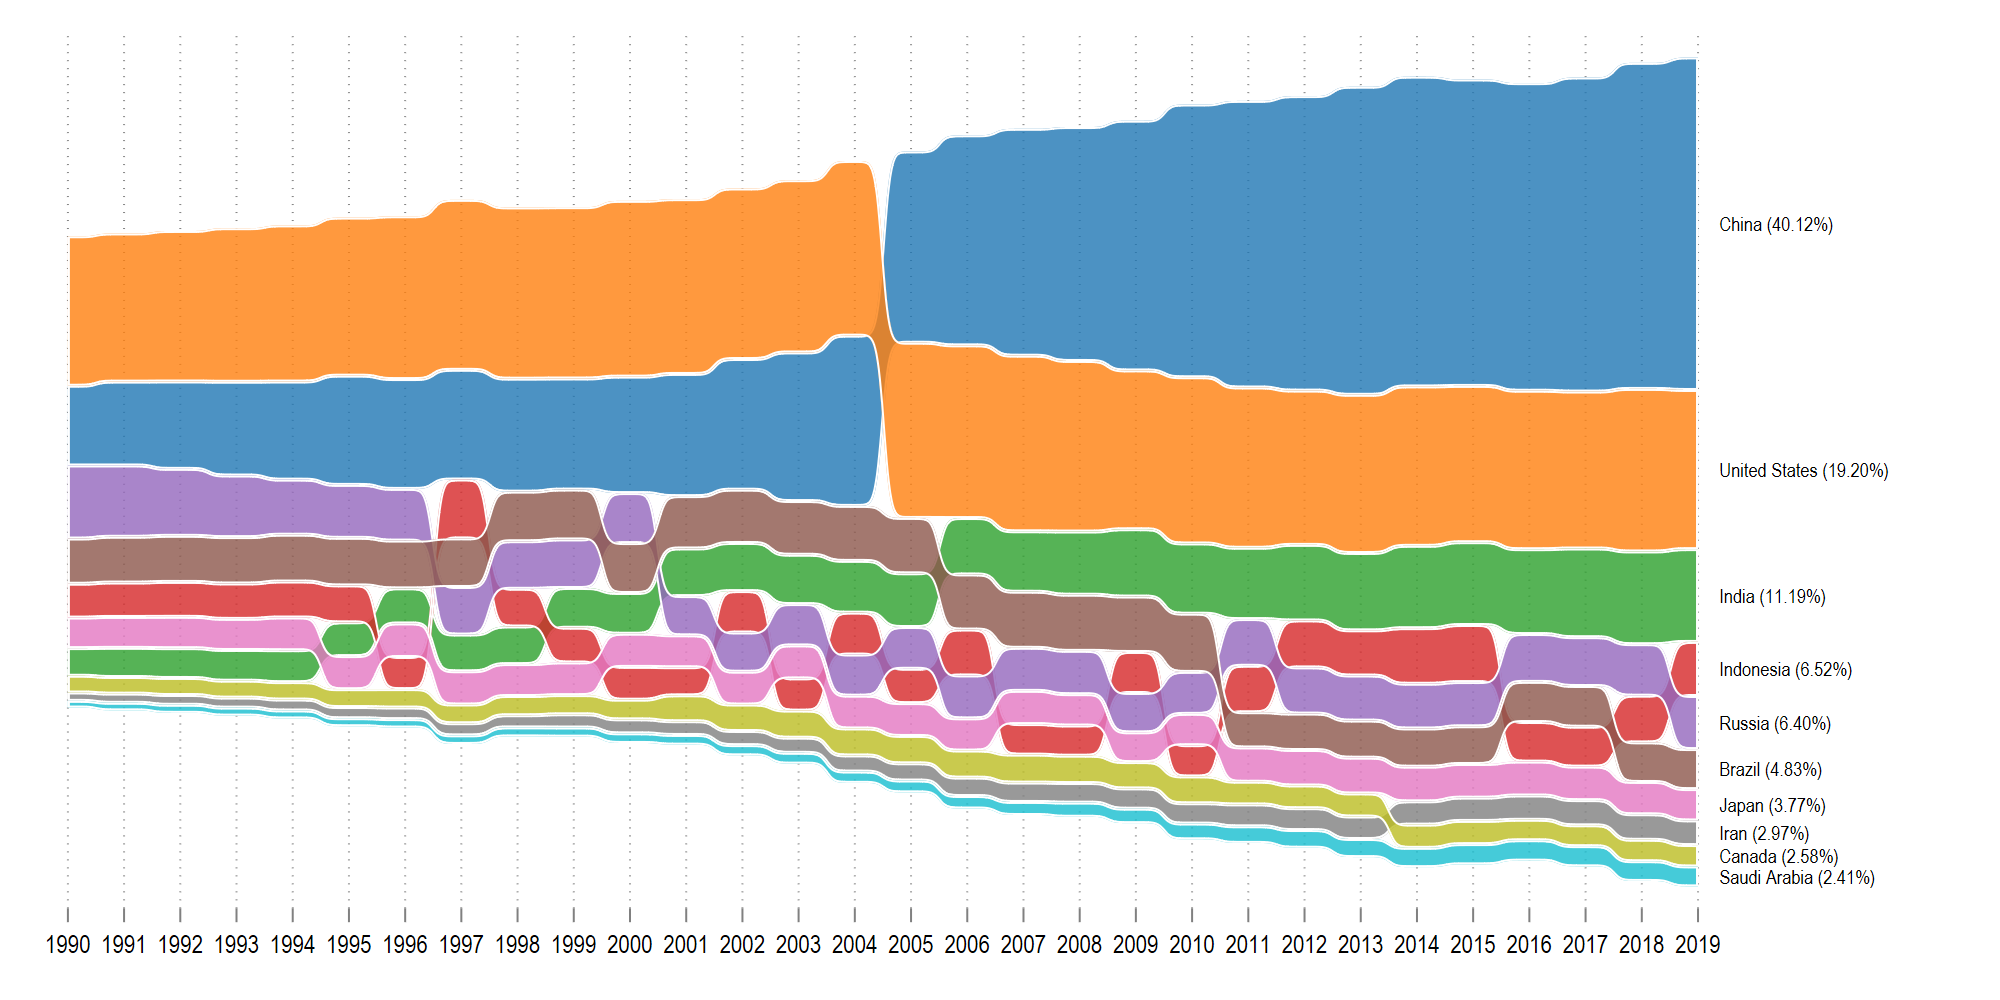 China (40.12%)
United States (19.20%)
India (11.19%)
Indonesia (6.52%)
Russia (6.40%)
Brazil (4.83%)
Japan (3.77%)
Iran (2.97%)
Canada (2.58%)
Saudi Arabia (2.41%)
1990 1991 1992 1993 1994 1995 1996 1997 1998 1999 2000 2001 2002 2003 2004 2005 2006 2007 2008 2009 2010 2011 2012 2013 2014 2015 2016 2017 2018 2019